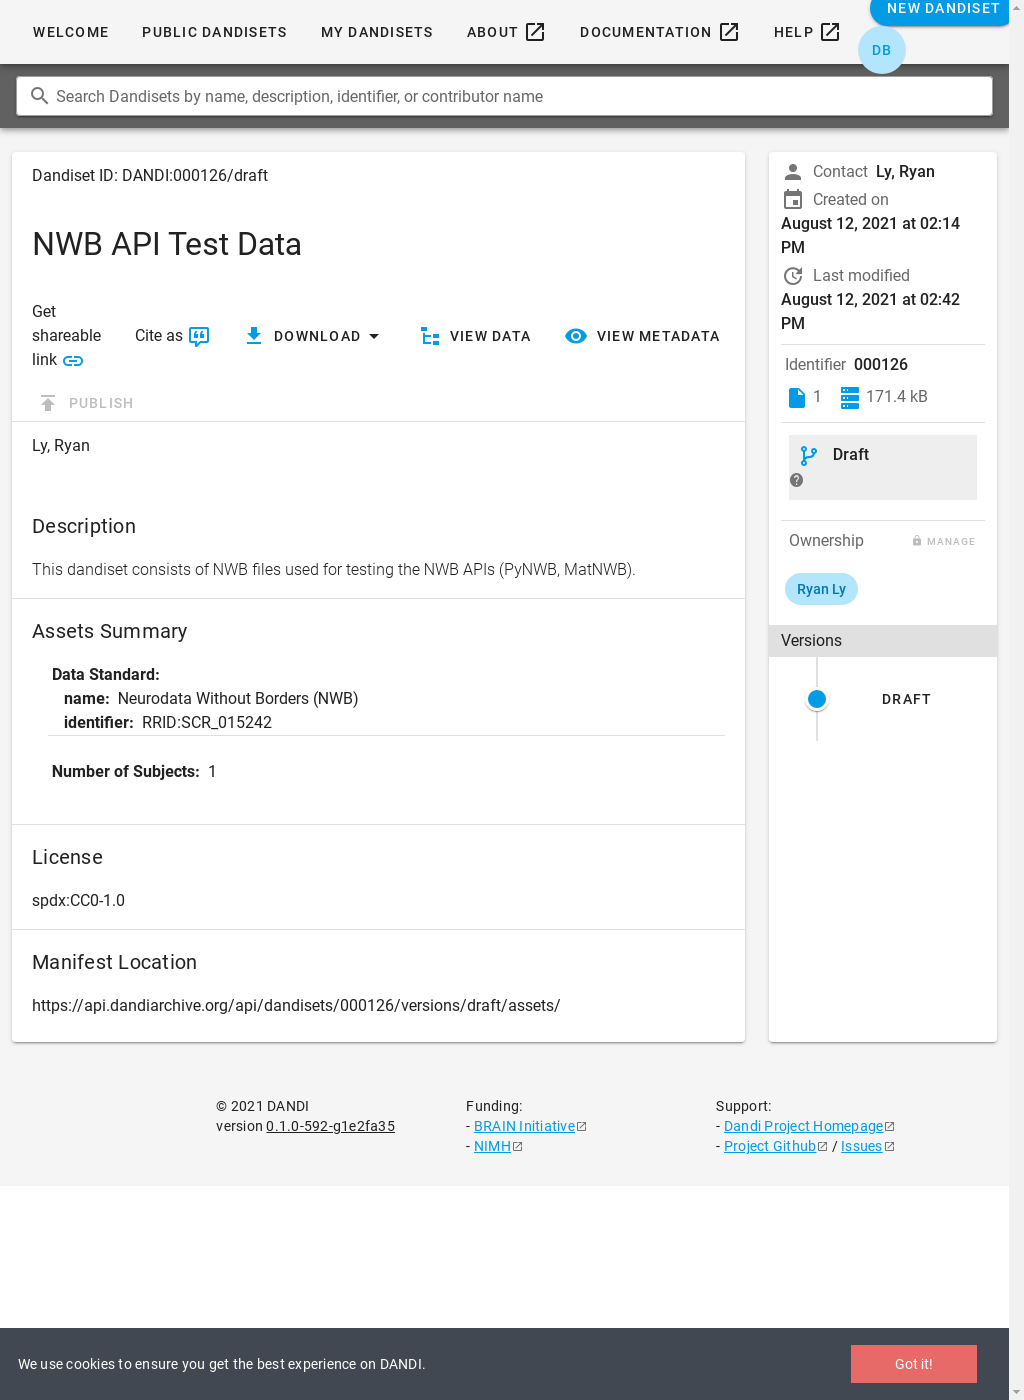 WELCOME
PUBLIC DANDISETS
MY DANDISETS
ABOUT
DOCUMENTATION
HELP
NEW DANDISET
DB
Search Dandisets by name, description, identifier, or contributor name
Dandiset ID: DANDI:000126/draft
NWB API Test Data
Get
shareable
link
Cite as
DOWNLOAD
VIEW DATA
VIEW METADATA
PUBLISH
Ly, Ryan
Description
This dandiset consists of NWB files used for testing the NWB APIs (PyNWB, MatNWB).
Assets Summary
Data Standard:
name: Neurodata Without Borders (NWB)
identifier: RRID:SCR_015242
Number of Subjects: 1
License
spdx:CC0-1.0
Manifest Location
https://api.dandiarchive.org/api/dandisets/000126/versions/draft/assets/
Contact Ly, Ryan
Created on
August 12, 2021 at 02:14
PM
Last modified
August 12, 2021 at 02:42
PM
Identifier 000126
1 171.4 kB
Draft
Ownership
MANAGE
Ryan Ly
Versions
DRAFT
© 2021 DANDI
version 0.1.0-592-g1e2fa35
Funding:
- BRAIN Initiative
- NIMH
Support:
- Dandi Project Homepage
- Project Github / Issues
We use cookies to ensure you get the best experience on DANDI.
Got it!